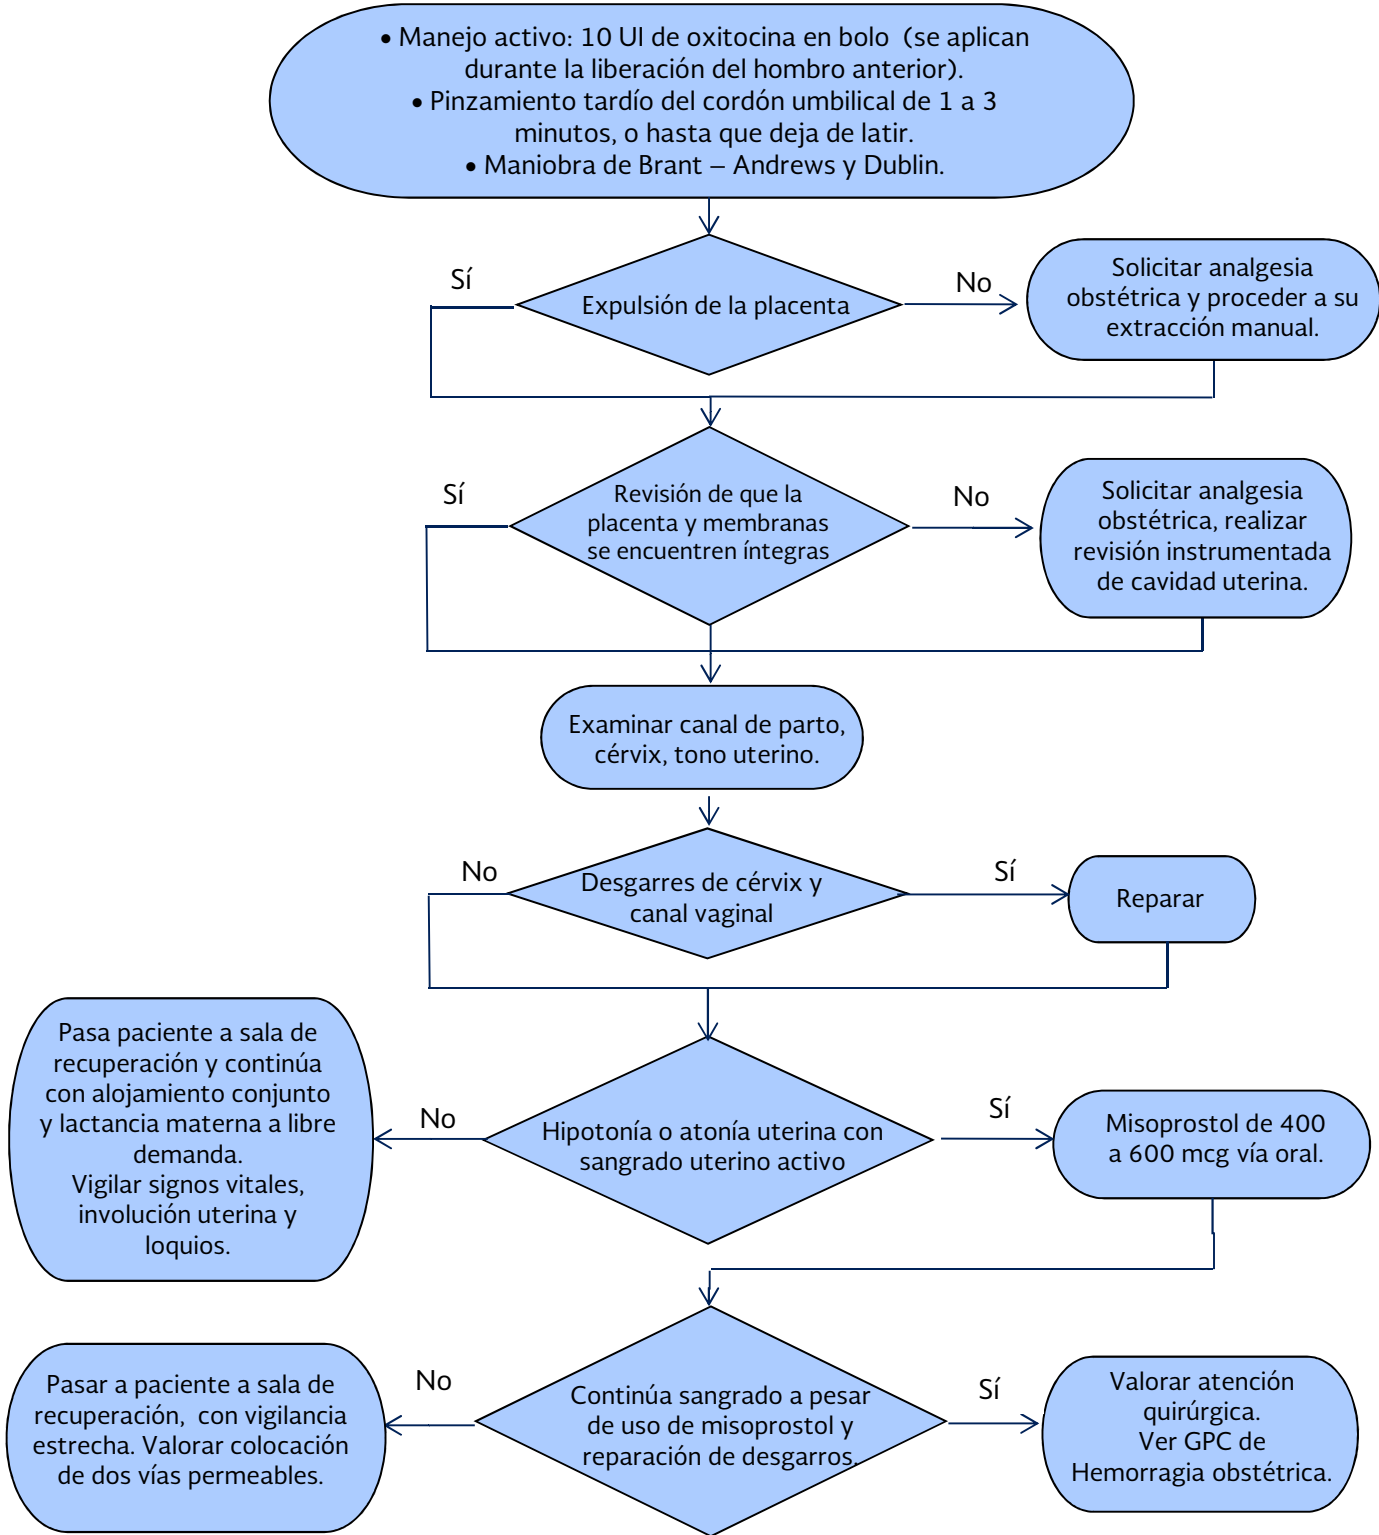 • Manejo activo: 10 UI de oxitocina en bolo (se aplican
durante la liberación del hombro anterior).
• Pinzamiento tardío del cordón umbilical de 1 a 3
minutos, o hasta que deja de latir.
• Maniobra de Brant – Andrews y Dublin.
Sí
Expulsión de la placenta
No
Solicitar analgesia
obstétrica y proceder a su
extracción manual.
Sí
Revisión de que la
placenta y membranas
se encuentren íntegras
No
Solicitar analgesia
obstétrica, realizar
revisión instrumentada
de cavidad uterina.
Examinar canal de parto,
cérvix, tono uterino.
No
Desgarres de cérvix y
canal vaginal
Sí
Reparar
Pasa paciente a sala de
recuperación y continúa
con alojamiento conjunto
y lactancia materna a libre
demanda.
Vigilar signos vitales,
involución uterina y
loquios.
No
Hipotonía o atonía uterina con
sangrado uterino activo
Sí
Misoprostol de 400
a 600 mcg vía oral.
Pasar a paciente a sala de
recuperación, con vigilancia
estrecha. Valorar colocación
de dos vías permeables.
No
Continúa sangrado a pesar
de uso de misoprostol y
reparación de desgarros.
Sí
Valorar atención
quirúrgica.
Ver GPC de
Hemorragia obstétrica.